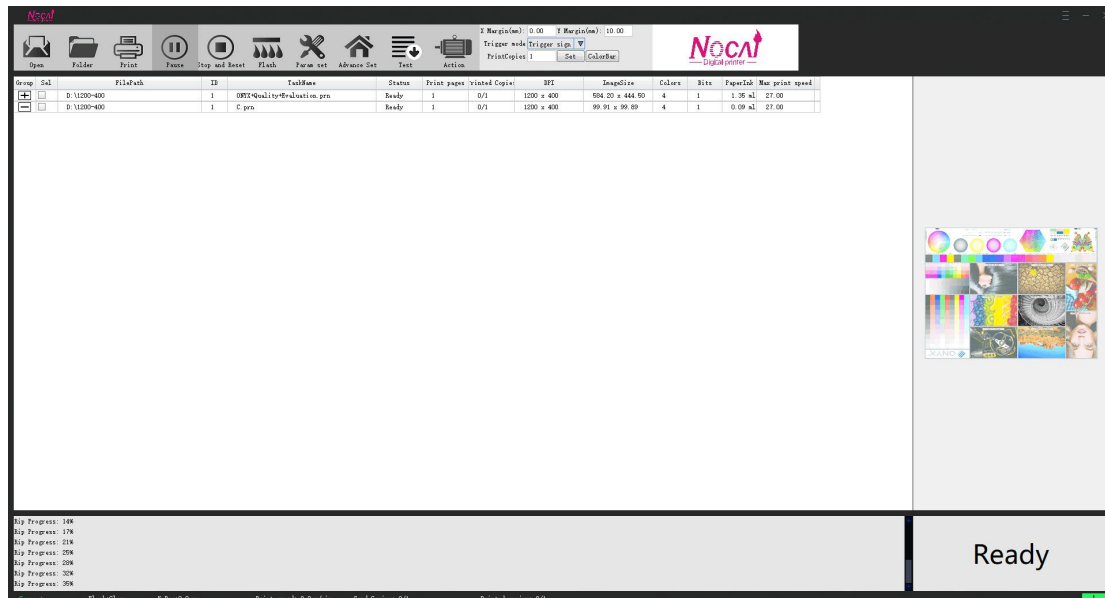 Nocai
X Margin(mm): 0.00 Y Margin(mm): 10.00
Trigger mode Trigger sign
PrintCopies 1 Set ColorBar
Open Folder Print Pause Stop and Reset Flash Param set Advance Set Test Action
Nocai
Digital printer
Group Sel FilePath ID TaskName Status Print pages Printed Copies DPI ImageSize Colors Bits PaperInk Max print speed
D:\1200-400 1 ONYX+Quality+Evaluation.prn Ready 1 0/1 1200 x 400 584.20 x 444.50 4 1 1.35 ml 27.00
D:\1200-400 1 C.prn Ready 1 0/1 1200 x 400 99.91 x 99.89 4 1 0.09 ml 27.00
ONYX
Rip Progress: 14%
Rip Progress: 17%
Rip Progress: 21%
Rip Progress: 25%
Rip Progress: 28%
Rip Progress: 32%
Rip Progress: 35%
Ready